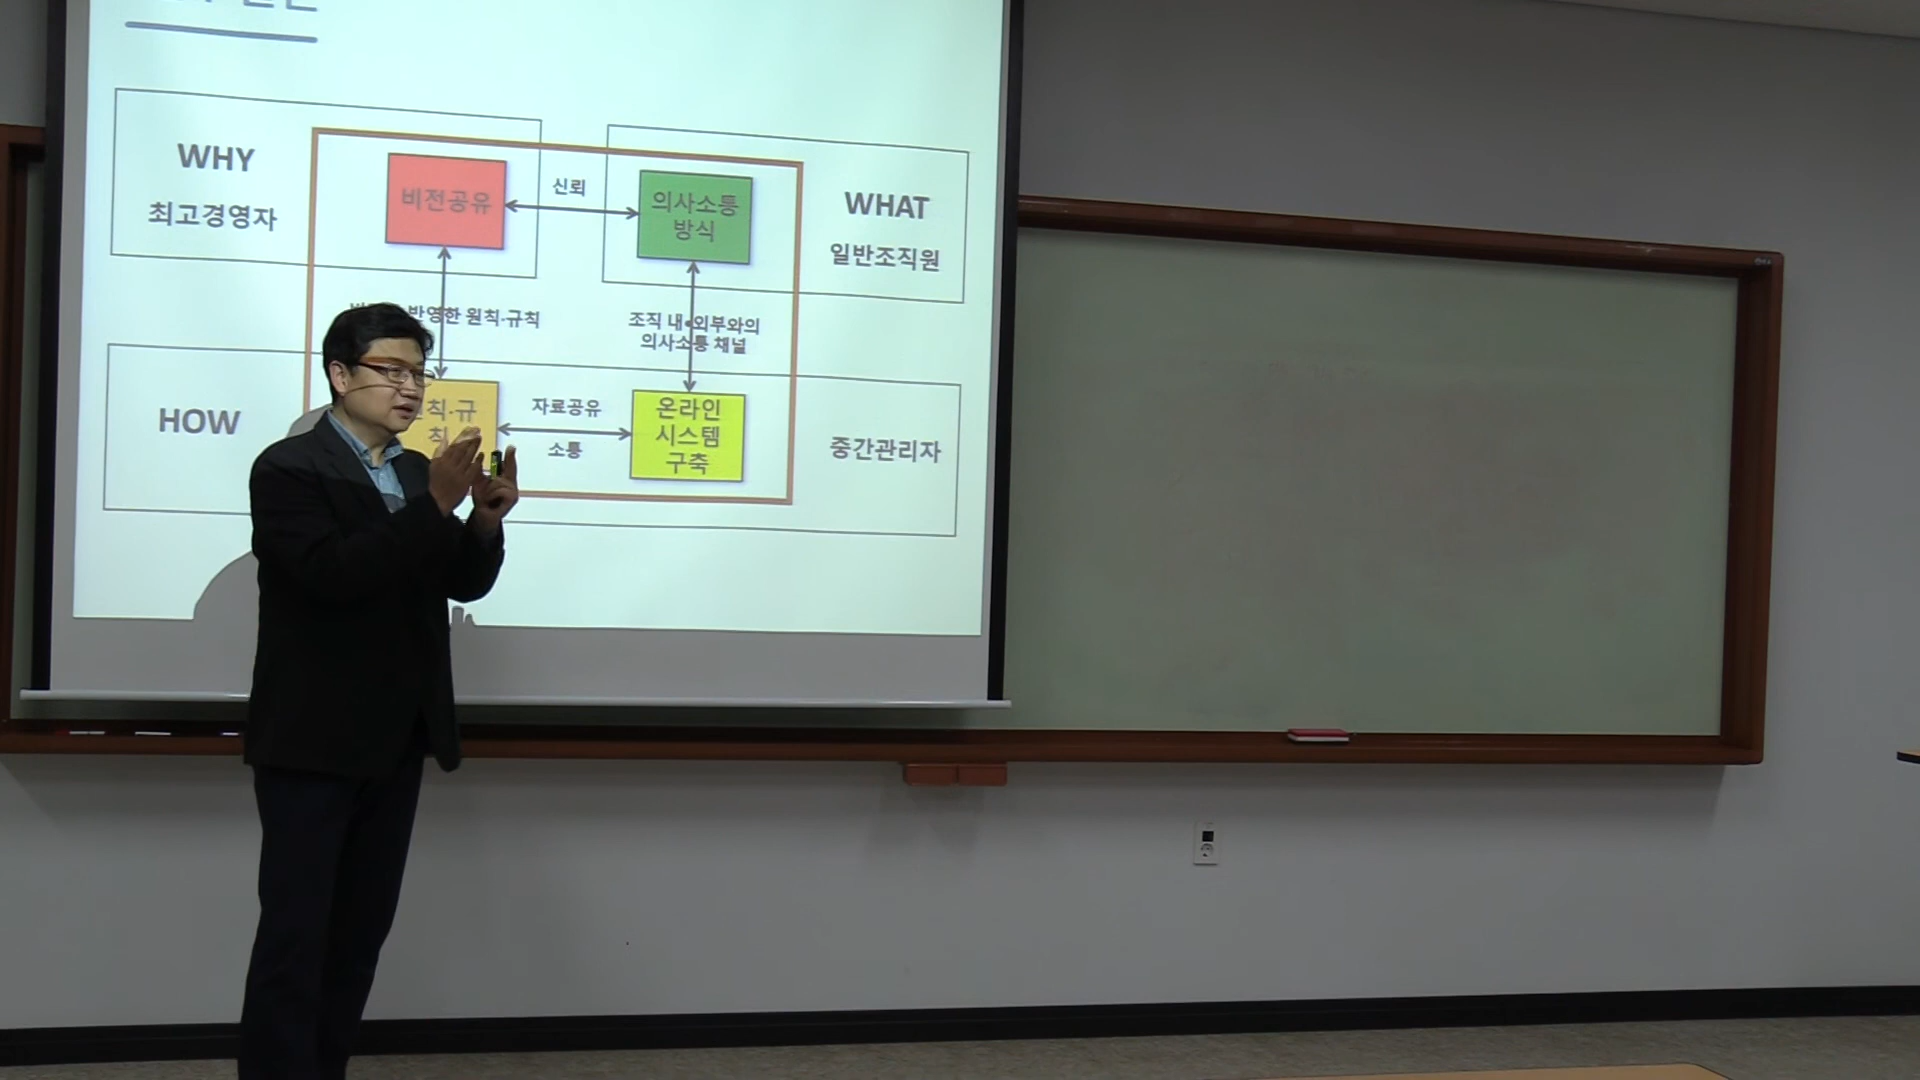 WHY
최고경영자
비전공유
신뢰
의사소통
방식
WHAT
일반조직원
반영한 원칙·규칙
조직 내•외부와의
의사소통 채널
HOW
칙·규
칙
자료공유
소통
온라인
시스템
구축
중간관리자